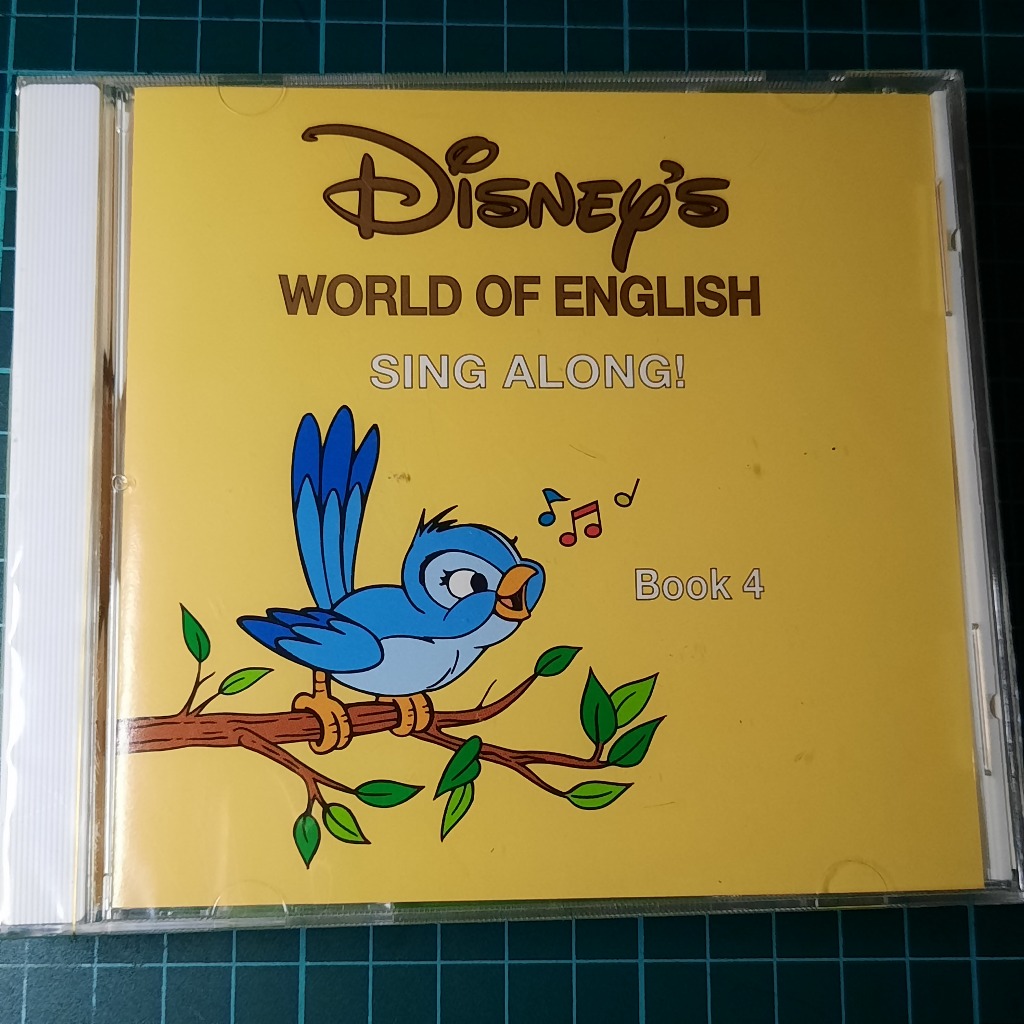 Disney's
WORLD OF ENGLISH
SING ALONG!
Book 4